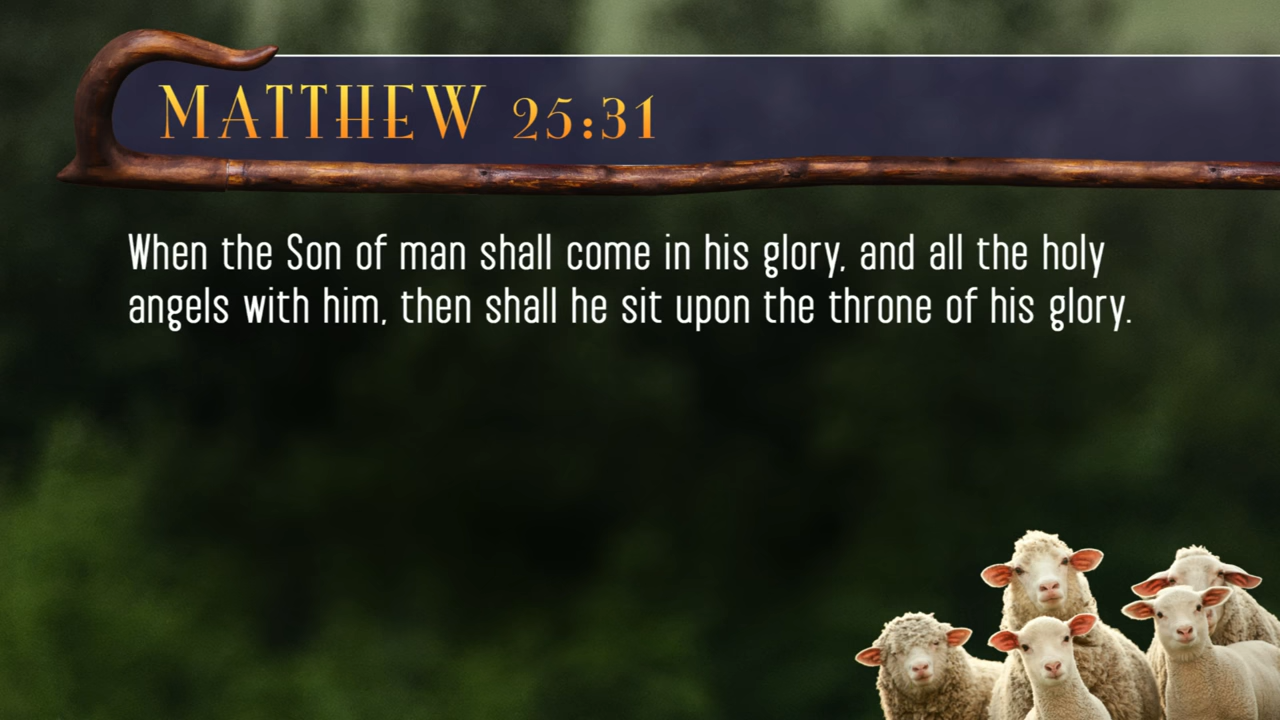 MATTHEW 25:31
When the Son of man shall come in his glory, and all the holy
angels with him, then shall he sit upon the throne of his glory.